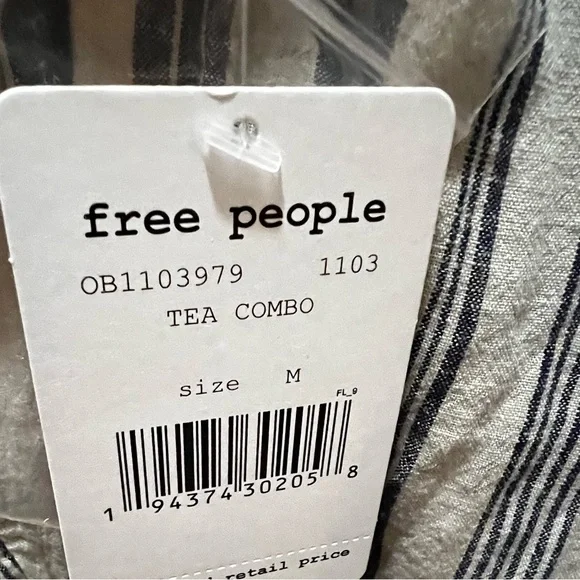 free people
OB1103979 1103
TEA COMBO
size M
FL_9
1 94374 30205 8
retail price